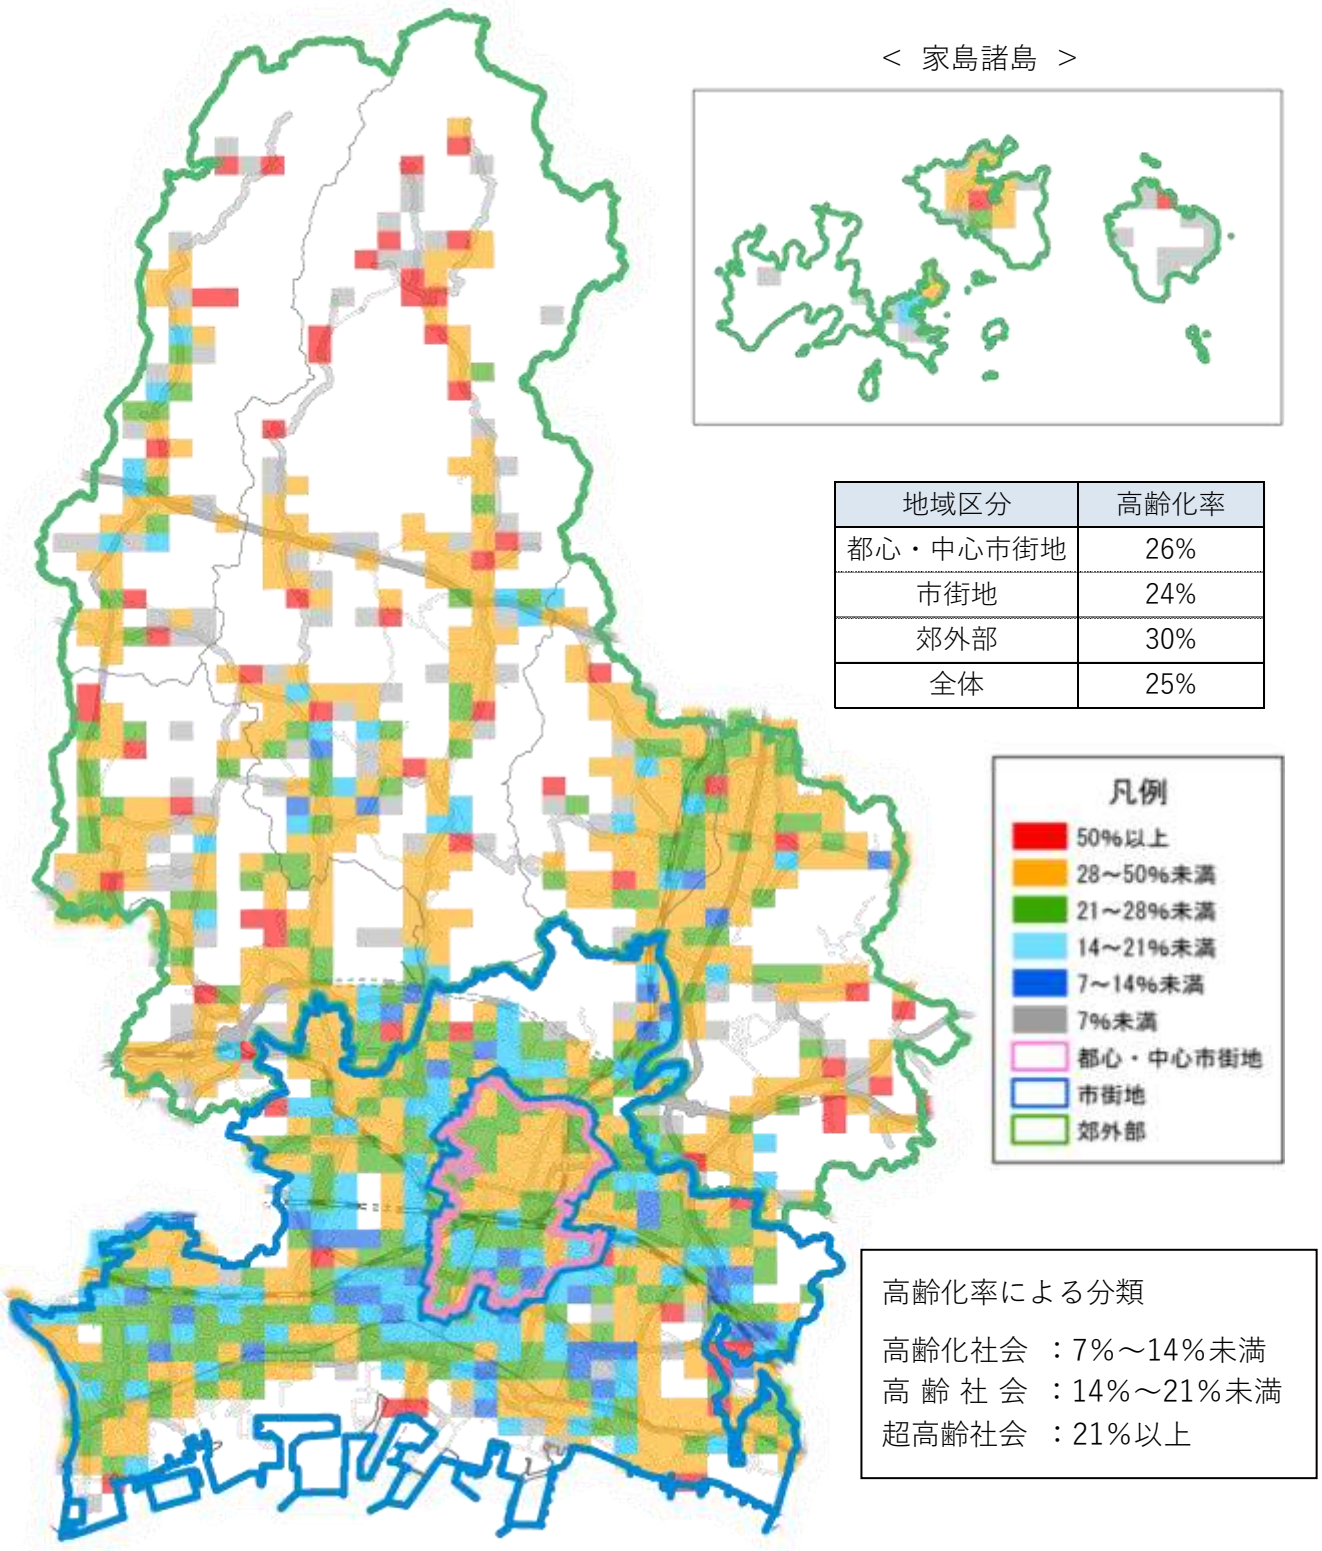 < 家島諸島 >
地域区分 高齢化率
都心・中心市街地 26%
市街地 24%
郊外部 30%
全体 25%
凡例
50%以上
28～50%未満
21～28%未満
14～21%未満
7～14%未満
7%未満
都心・中心市街地
市街地
郊外部
高齢化率による分類
高齢化社会 ：7%～14%未満
高 齢 社 会 ：14%～21%未満
超高齢社会 ：21%以上